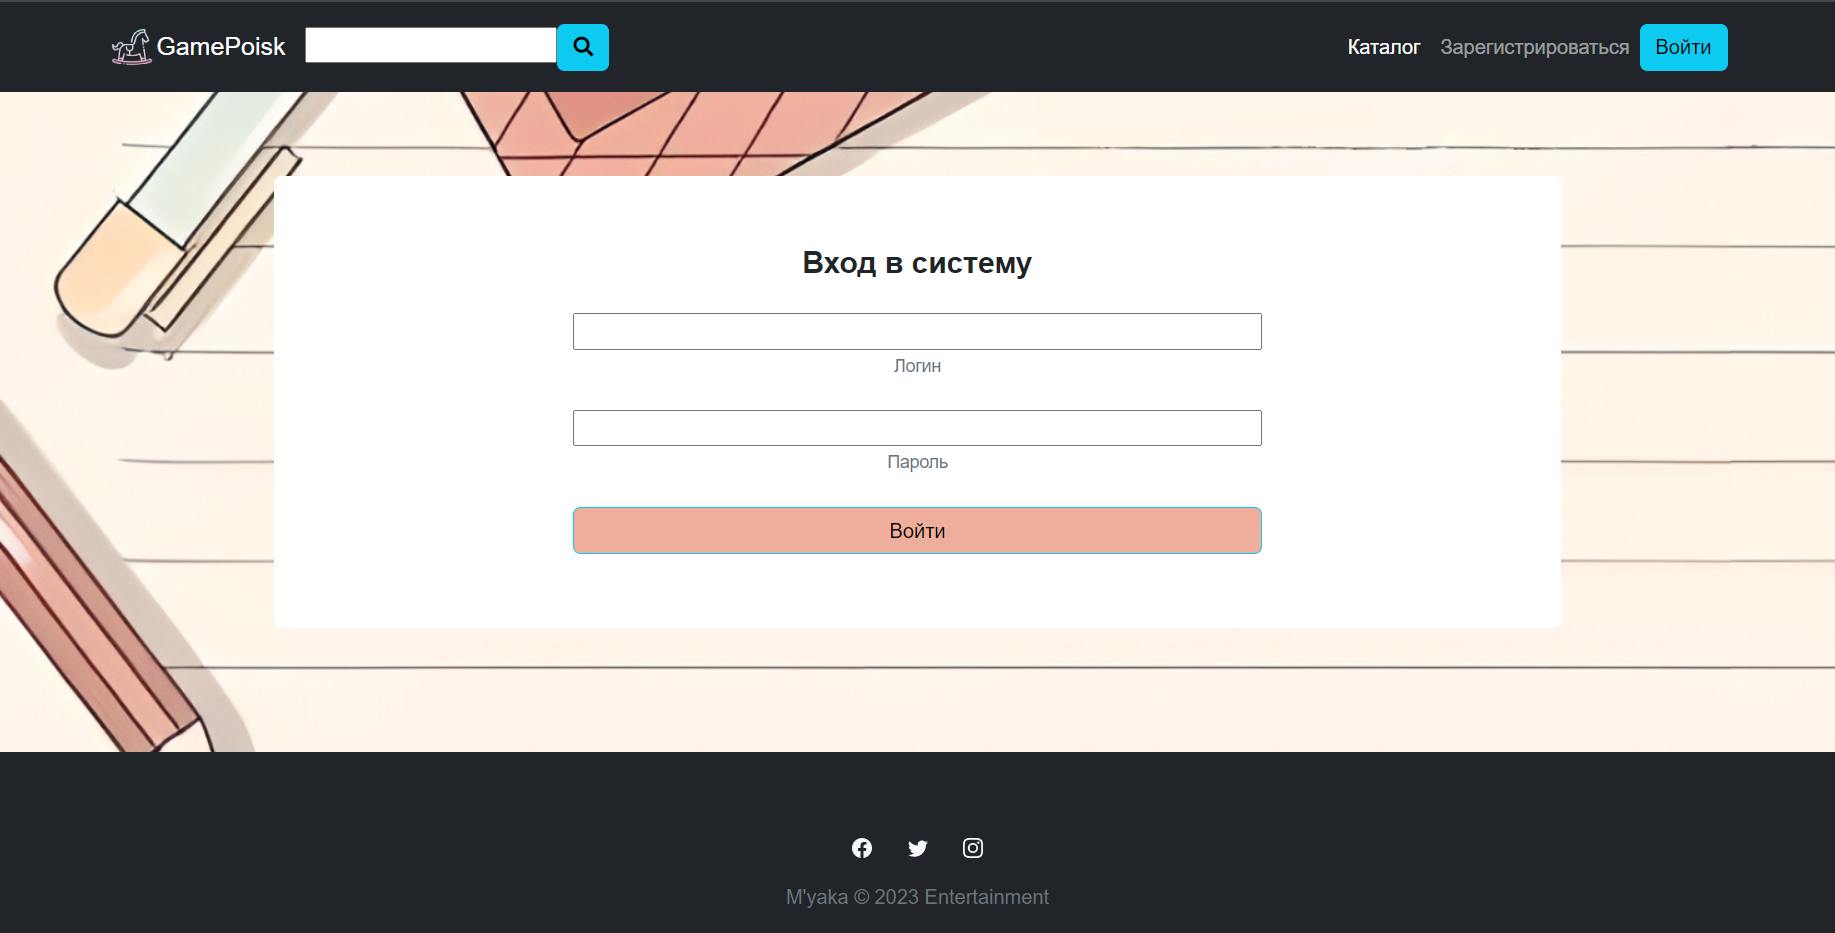 GamePoisk
Каталог Зарегистрироваться Войти
Вход в систему
Логин
Пароль
Войти
M'yaka © 2023 Entertainment